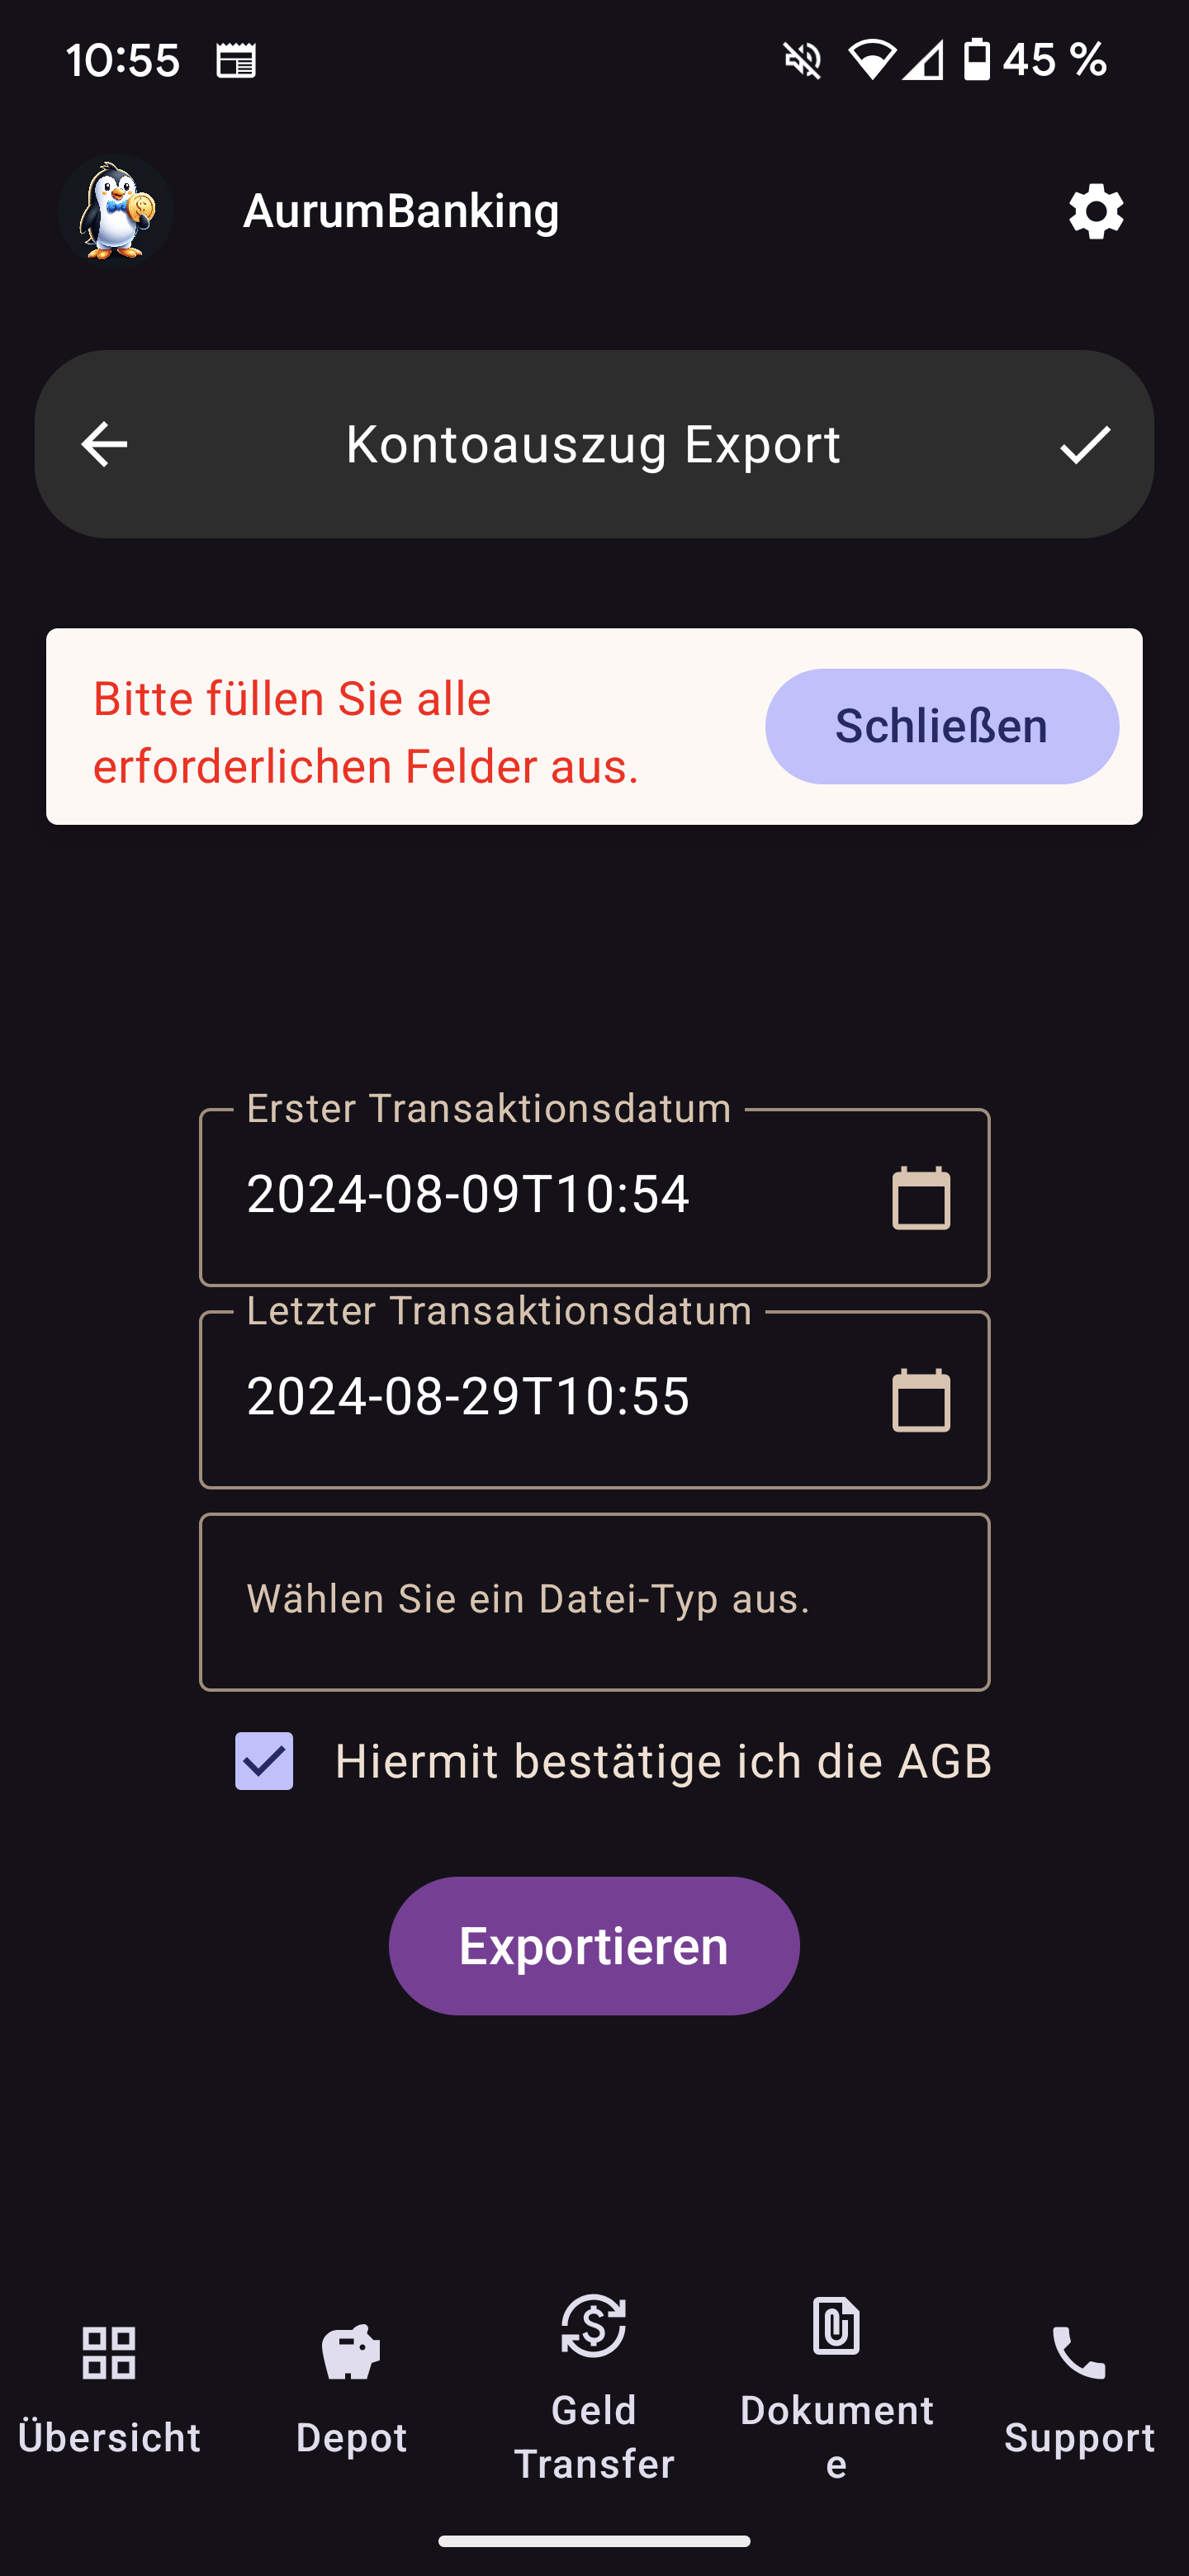 10:55
45 %
AurumBanking
Kontoauszug Export
Bitte füllen Sie alle
erforderlichen Felder aus.
Schließen
Erster Transaktionsdatum
2024-08-09T10:54
Letzter Transaktionsdatum
2024-08-29T10:55
Wählen Sie ein Datei-Typ aus.
Hiermit bestätige ich die AGB
Exportieren
Übersicht
Depot
Geld
Transfer
Dokument
e
Support